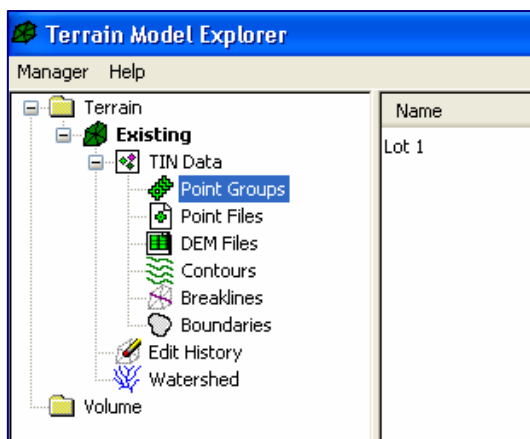 Terrain Model Explorer
Manager Help
Terrain
Existing
TIN Data
Point Groups
Point Files
DEM Files
Contours
Breaklines
Boundaries
Edit History
Watershed
Volume
Name
Lot 1